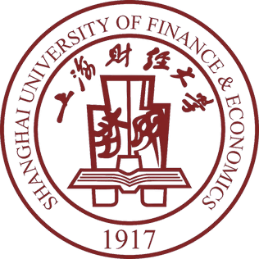 SHANGHAI UNIVERSITY OF FINANCE & ECONOMICS
上海财经大学
1917